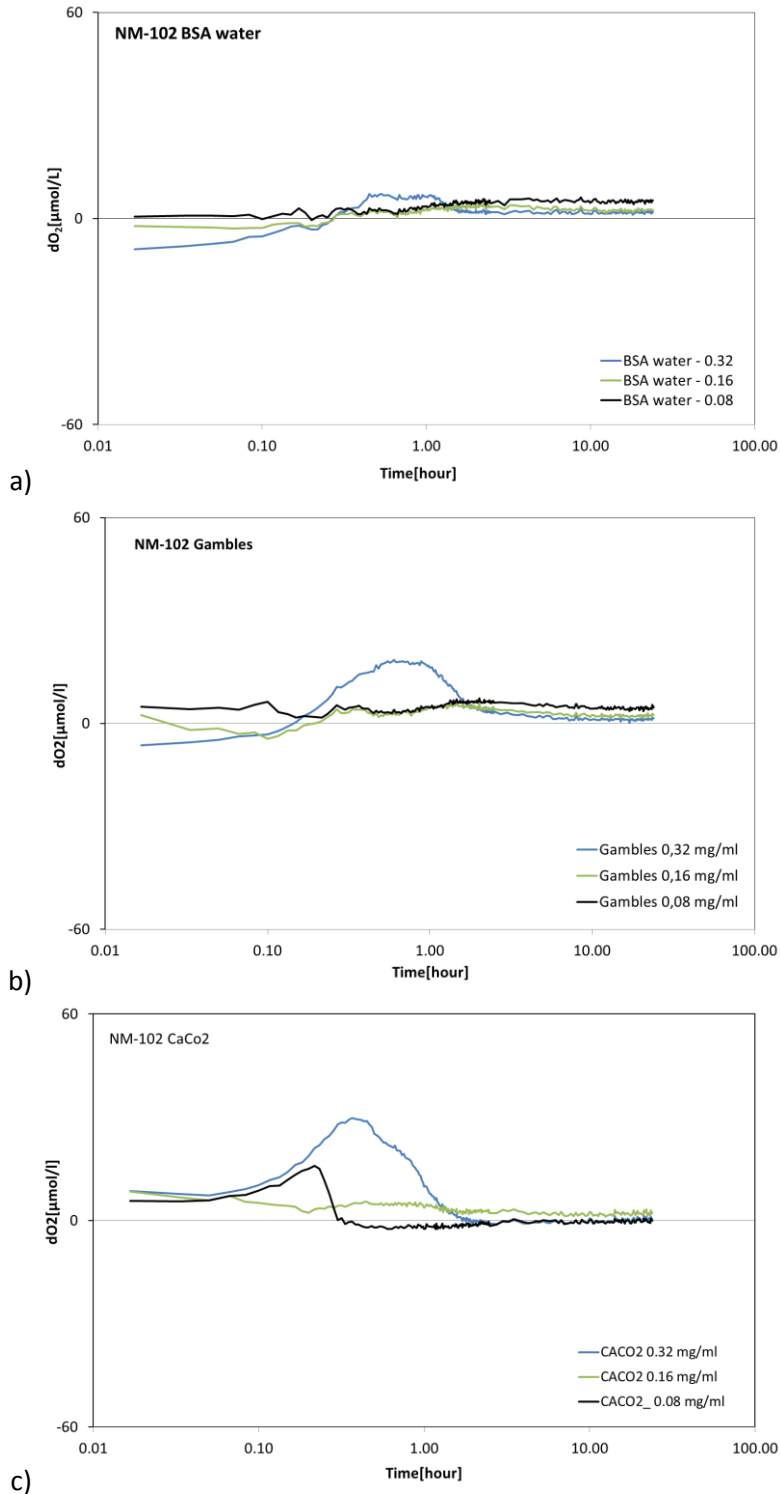 60
NM-102 BSA water
dO₂[µmol/L]
0
BSA water - 0.32
BSA water - 0.16
BSA water - 0.08
-60
0.01 0.10 1.00 10.00 100.00
Time[hour]
a)
60
NM-102 Gambles
dO2[µmol/l]
0
Gambles 0,32 mg/ml
Gambles 0,16 mg/ml
Gambles 0,08 mg/ml
-60
0.01 0.10 1.00 10.00 100.00
Time[hour]
b)
60
NM-102 CaCo2
dO2[µmol/l]
0
CACO2 0.32 mg/ml
CACO2 0.16 mg/ml
CACO2_ 0.08 mg/ml
-60
0.01 0.10 1.00 10.00 100.00
Time[hour]
c)